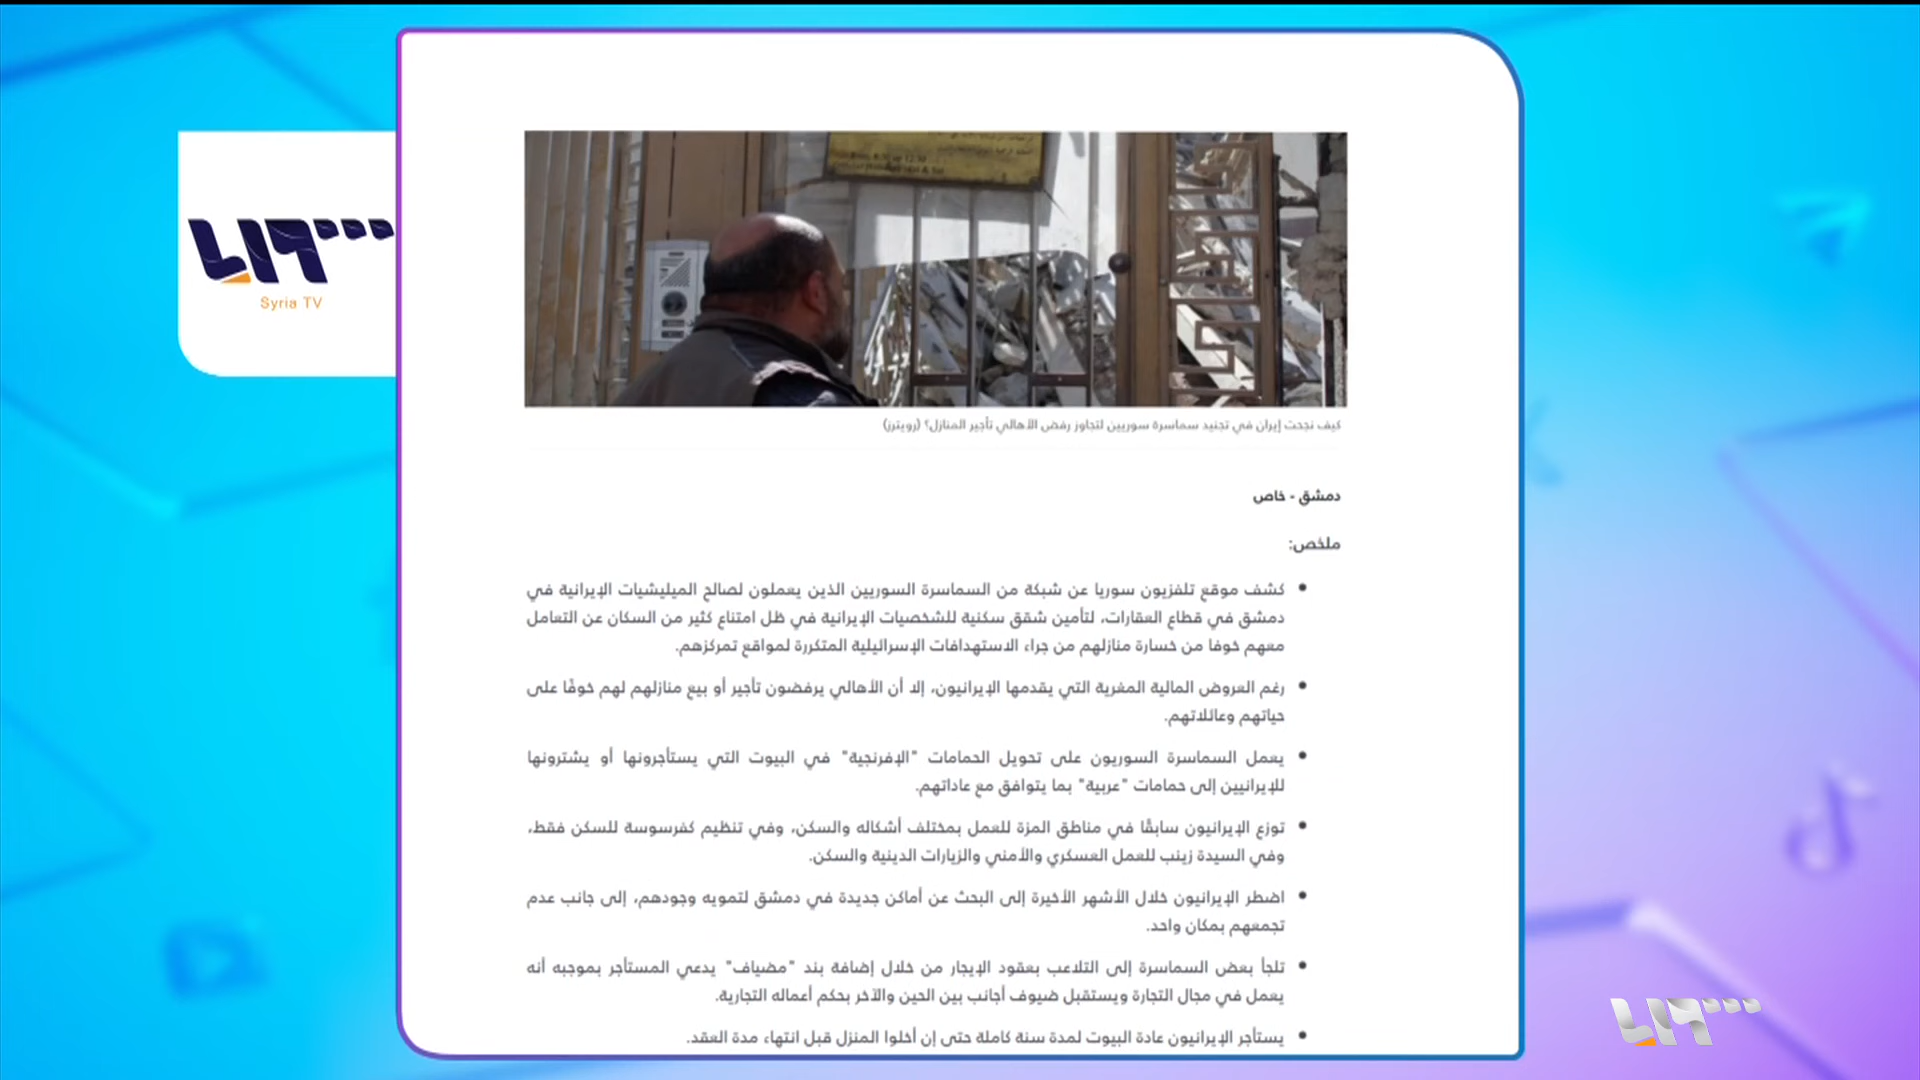 Syria TV
كيف نجحت إيران في تجنيد سماسرة سوريين لتجاوز رفض الأهالي تأجير المنازل؟ (رويترز)
دمشق - خاص
ملخص:
• كشف موقع تلفزيون سوريا عن شبكة من السماسرة السوريين الذين يعملون لصالح الميليشيات الإيرانية في
دمشق في قطاع العقارات، لتأمين شقق سكنية للشخصيات الإيرانية في ظل امتناع كثير من السكان عن التعامل
معهم خوفا من خسارة منازلهم من جراء الاستهدافات الإسرائيلية المتكررة لمواقع تمركزهم.
• رغم العروض المالية المغرية التي يقدمها الإيرانيون، إلا أن الأهالي يرفضون تأجير أو بيع منازلهم لهم خوفًا على
حياتهم وعائلاتهم.
• يعمل السماسرة السوريون على تحويل الحمامات "الإفرنجية" في البيوت التي يستأجرونها أو يشترونها
للإيرانيين إلى حمامات "عربية" بما يتوافق مع عاداتهم.
• توزع الإيرانيون سابقًا في مناطق المزة للعمل بمختلف أشكاله والسكن، وفي تنظيم كفرسوسة للسكن فقط،
وفي السيدة زينب للعمل العسكري والأمني والزيارات الدينية والسكن.
• اضطر الإيرانيون خلال الأشهر الأخيرة إلى البحث عن أماكن جديدة في دمشق لتمويه وجودهم، إلى جانب عدم
تجمعهم بمكان واحد.
• تلجأ بعض السماسرة إلى التلاعب بعقود الإيجار من خلال إضافة بند "مضياف" يدعي المستأجر بموجبه أنه
يعمل في مجال التجارة ويستقبل ضيوف أجانب بين الحين والآخر بحكم أعماله التجارية.
• يستأجر الإيرانيون عادة البيوت لمدة سنة كاملة حتى إن أخلوا المنزل قبل انتهاء مدة العقد.